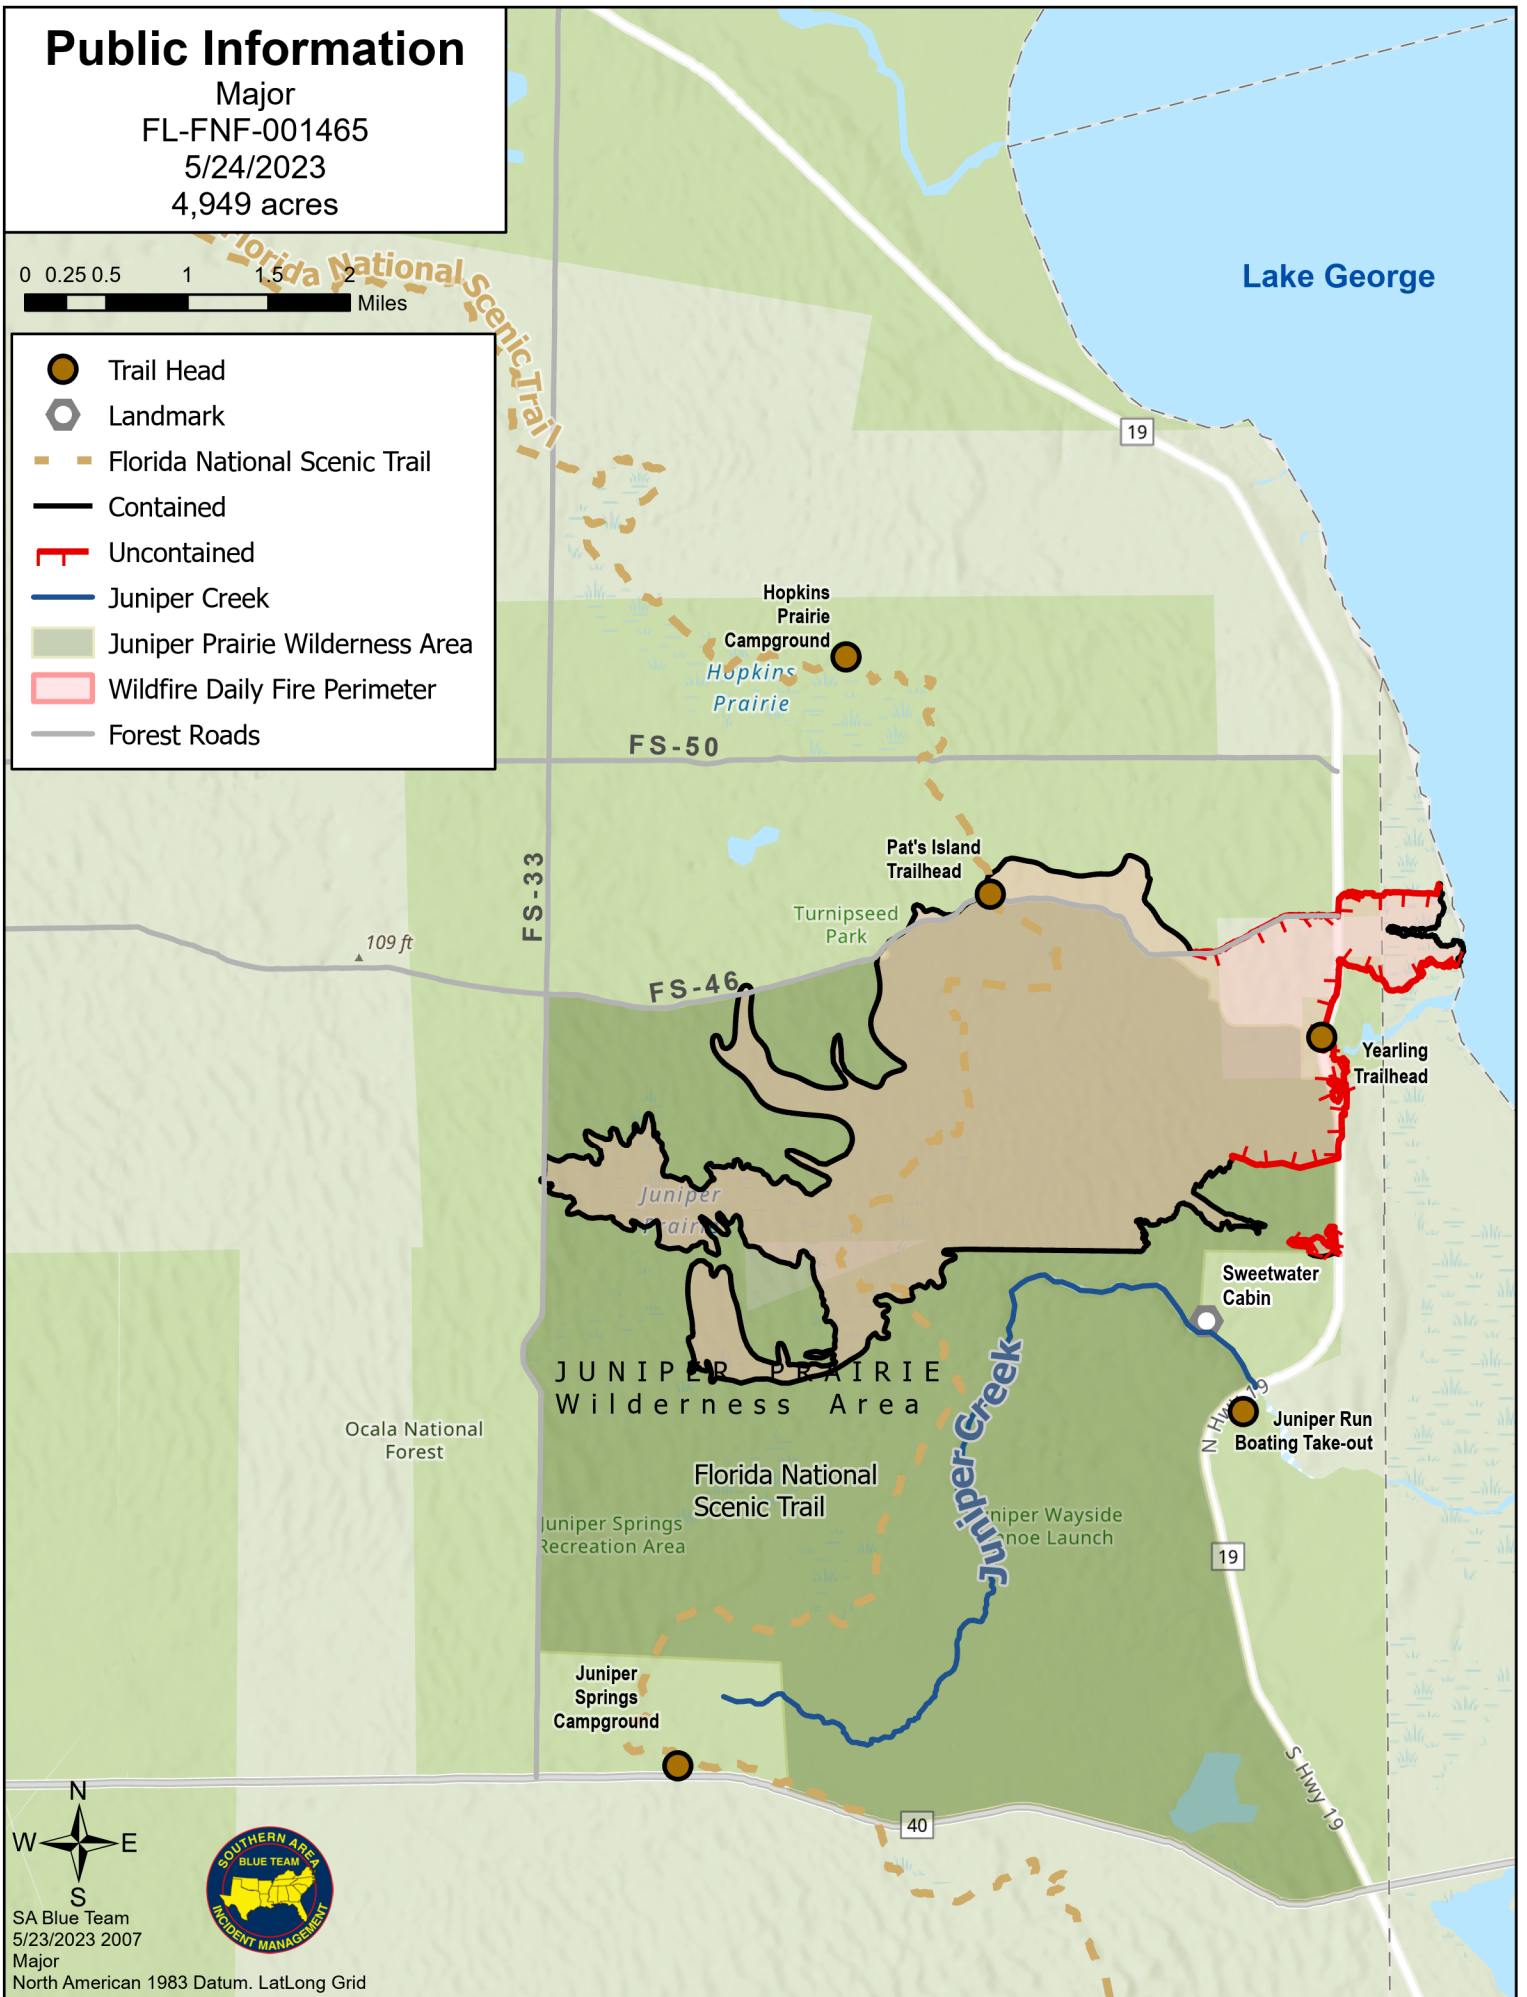 Public Information
Major
FL-FNF-001465
5/24/2023
4,949 acres
Florida National Scenic Trail
0 0.25 0.5 1 1.5 2
Miles
Lake George
Trail Head
Landmark
Florida National Scenic Trail
Contained
Uncontained
Juniper Creek
Juniper Prairie Wilderness Area
Wildfire Daily Fire Perimeter
Forest Roads
19
Hopkins
Prairie
Campground
Hopkins
Prairie
FS-50
Pat's Island
Trailhead
FS-33
Turnipseed
Park
109 ft
FS-46
Yearling
Trailhead
Juniper
Prairie
Sweetwater
Cabin
JUNIPER PRAIRIE
Wilderness Area
Juniper Creek
N Hwy 19
Juniper Run
Boating Take-out
Ocala National
Forest
Florida National
Scenic Trail
Juniper Springs
Recreation Area
niper Wayside
noe Launch
19
Juniper
Springs
Campground
S Hwy 19
40
N
W E
S
SOUTHERN AREA
BLUE TEAM
INCIDENT MANAGEMENT
SA Blue Team
5/23/2023 2007
Major
North American 1983 Datum. LatLong Grid